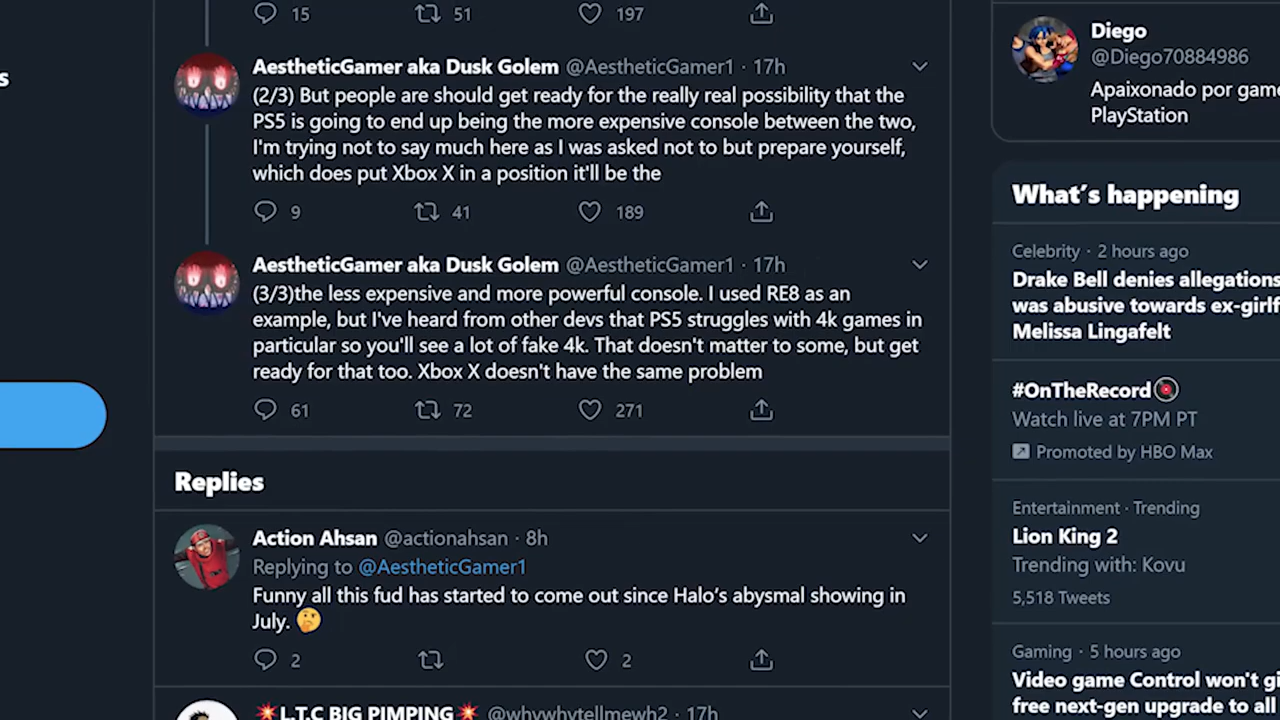 s
15 51 197
AestheticGamer aka Dusk Golem @AestheticGamer1 · 17h
(2/3) But people are should get ready for the really real possibility that the
PS5 is going to end up being the more expensive console between the two,
I'm trying not to say much here as I was asked not to but prepare yourself,
which does put Xbox X in a position it'll be the
9 41 189
AestheticGamer aka Dusk Golem @AestheticGamer1 · 17h
(3/3)the less expensive and more powerful console. I used RE8 as an
example, but I've heard from other devs that PS5 struggles with 4k games in
particular so you'll see a lot of fake 4k. That doesn't matter to some, but get
ready for that too. Xbox X doesn't have the same problem
61 72 271
Replies
Action Ahsan @actionahsan · 8h
Replying to @AestheticGamer1
Funny all this fud has started to come out since Halo's abysmal showing in
July. 🤔
2 2
💥L.T.C BIG PIMPING💥 @whywhytellmewh2 · 17h
Diego
@Diego70884986
Apaixonado por game
PlayStation
What's happening
Celebrity · 2 hours ago
Drake Bell denies allegations
was abusive towards ex-girlf
Melissa Lingafelt
#OnTheRecord
Watch live at 7PM PT
Promoted by HBO Max
Entertainment · Trending
Lion King 2
Trending with: Kovu
5,518 Tweets
Gaming · 5 hours ago
Video game Control won't gi
free next-gen upgrade to all